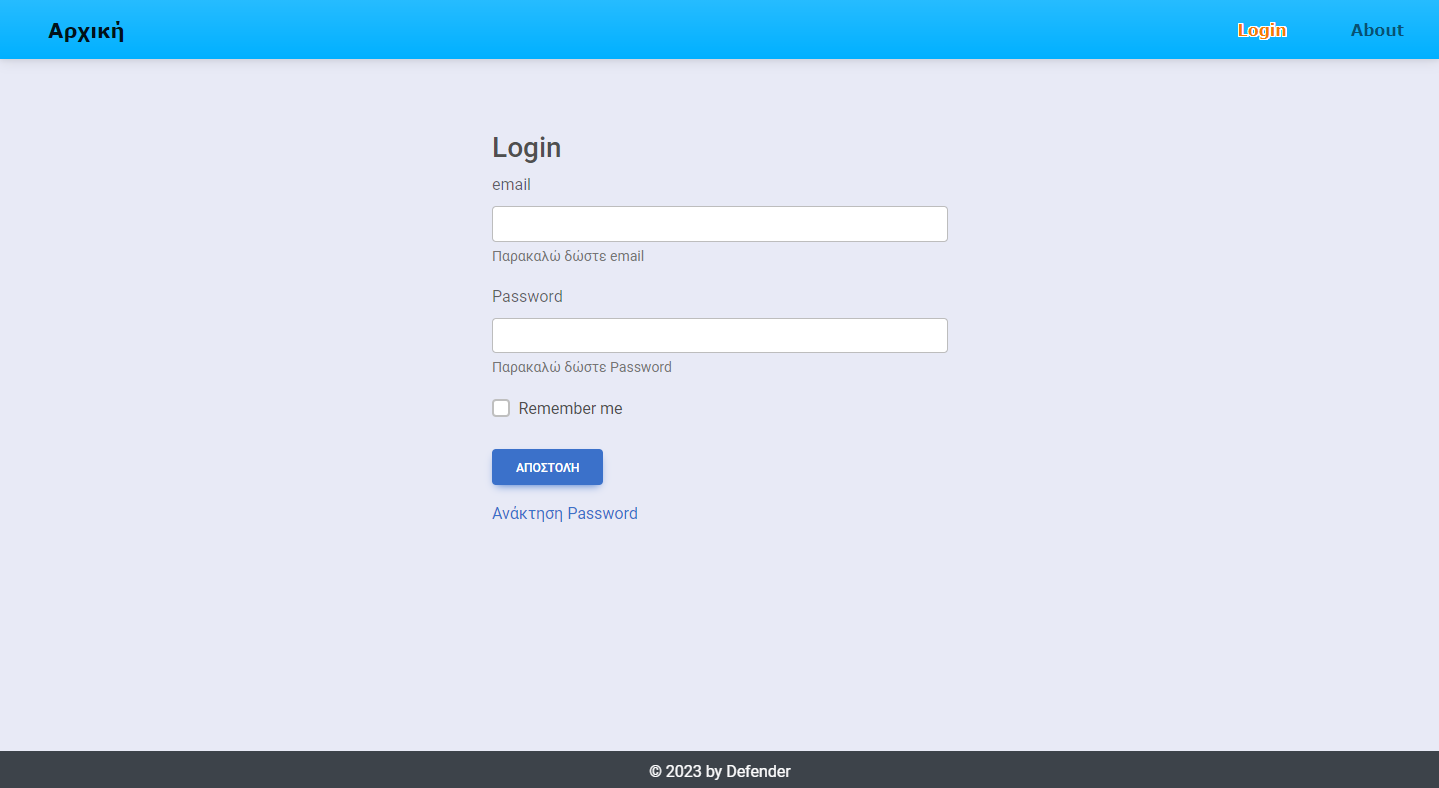 Αρχική
Login
About
Login
email
Παρακαλώ δώστε email
Password
Παρακαλώ δώστε Password
Remember me
ΑΠΟΣΤΟΛΉ
Ανάκτηση Password
© 2023 by Defender